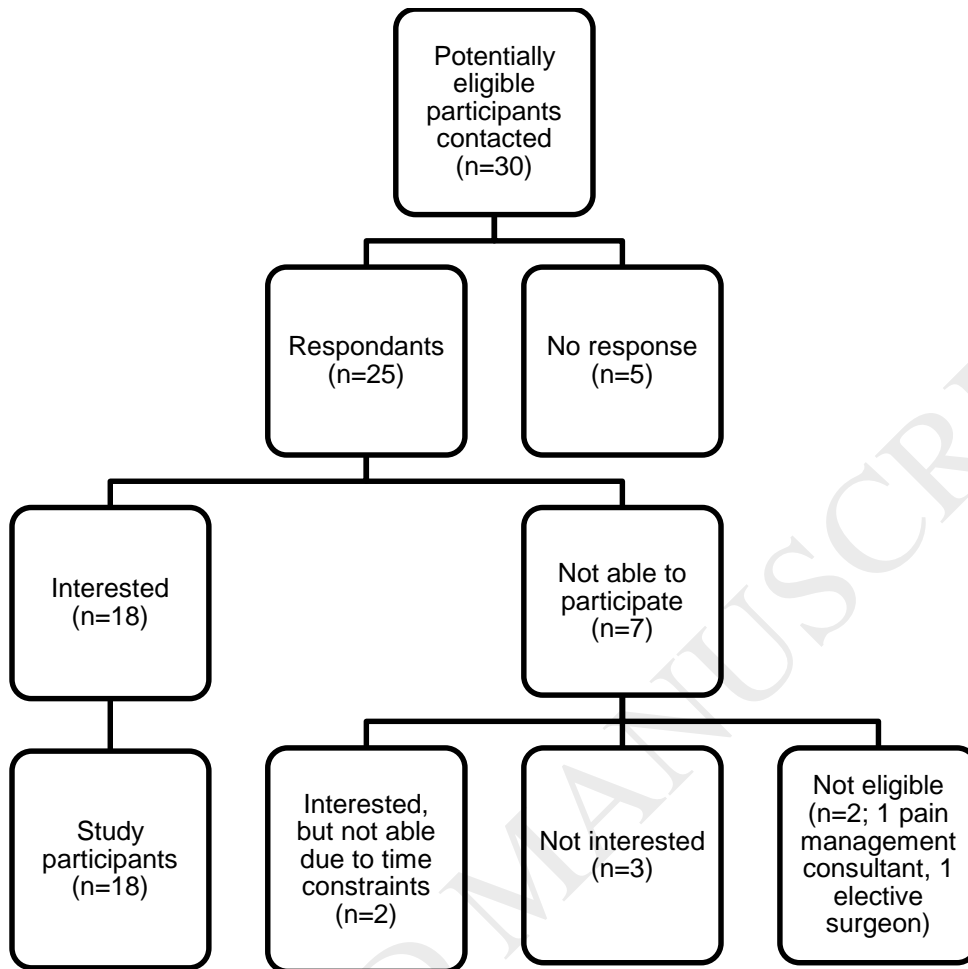 Potentially
eligible
participants
contacted
(n=30)
Respondants
(n=25)
No response
(n=5)
Interested
(n=18)
Not able to
participate
(n=7)
Study
participants
(n=18)
Interested,
but not able
due to time
constraints
(n=2)
Not interested
(n=3)
Not eligible
(n=2; 1 pain
management
consultant, 1
elective
surgeon)